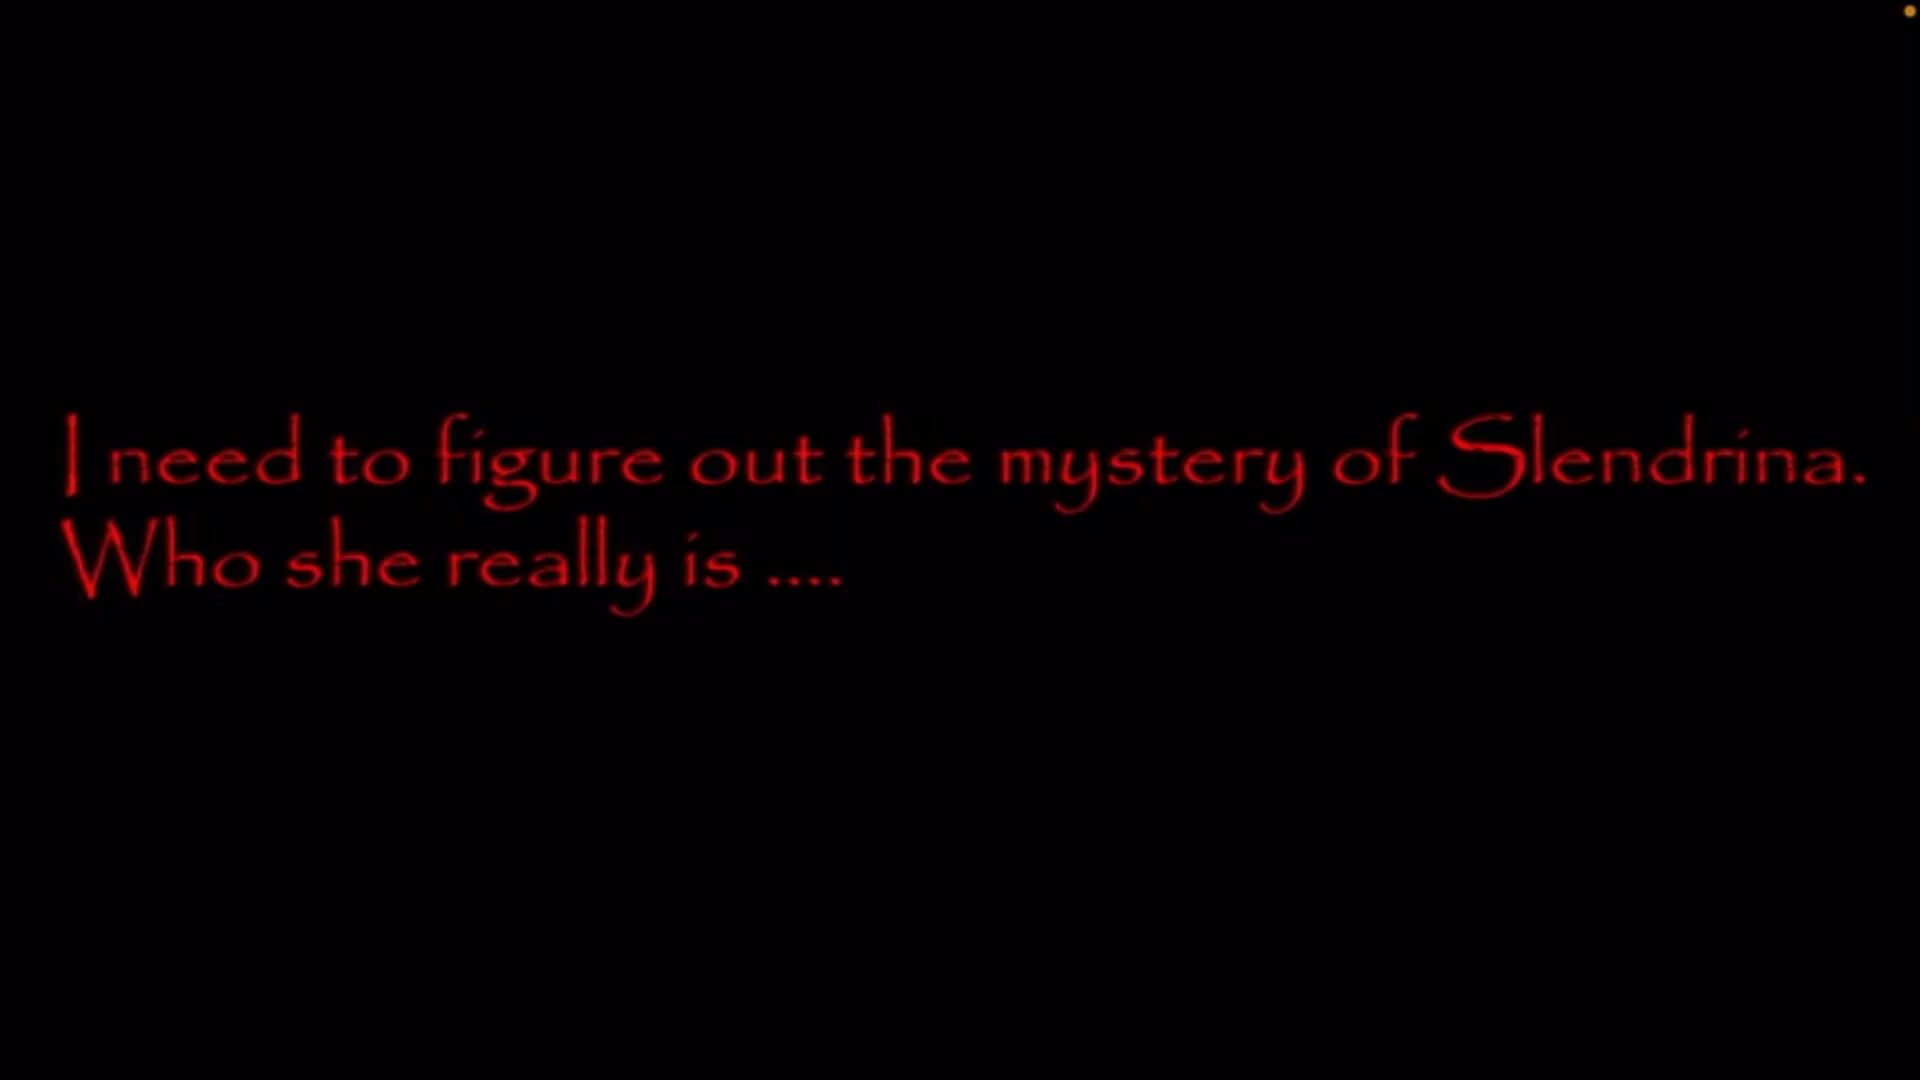 I need to figure out the mystery of Slendrina.
Who she really is ....